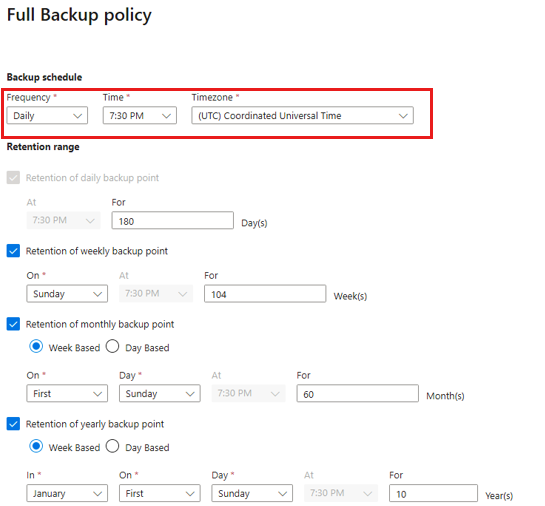 Full Backup policy
Backup schedule
Frequency * Time * Timezone *
Daily 7:30 PM (UTC) Coordinated Universal Time
Retention range
Retention of daily backup point
At For
7:30 PM 180 Day(s)
Retention of weekly backup point
On * At For
Sunday 7:30 PM 104 Week(s)
Retention of monthly backup point
Week Based Day Based
On * Day * At For
First Sunday 7:30 PM 60 Month(s)
Retention of yearly backup point
Week Based Day Based
In * On * Day * At For
January First Sunday 7:30 PM 10 Year(s)